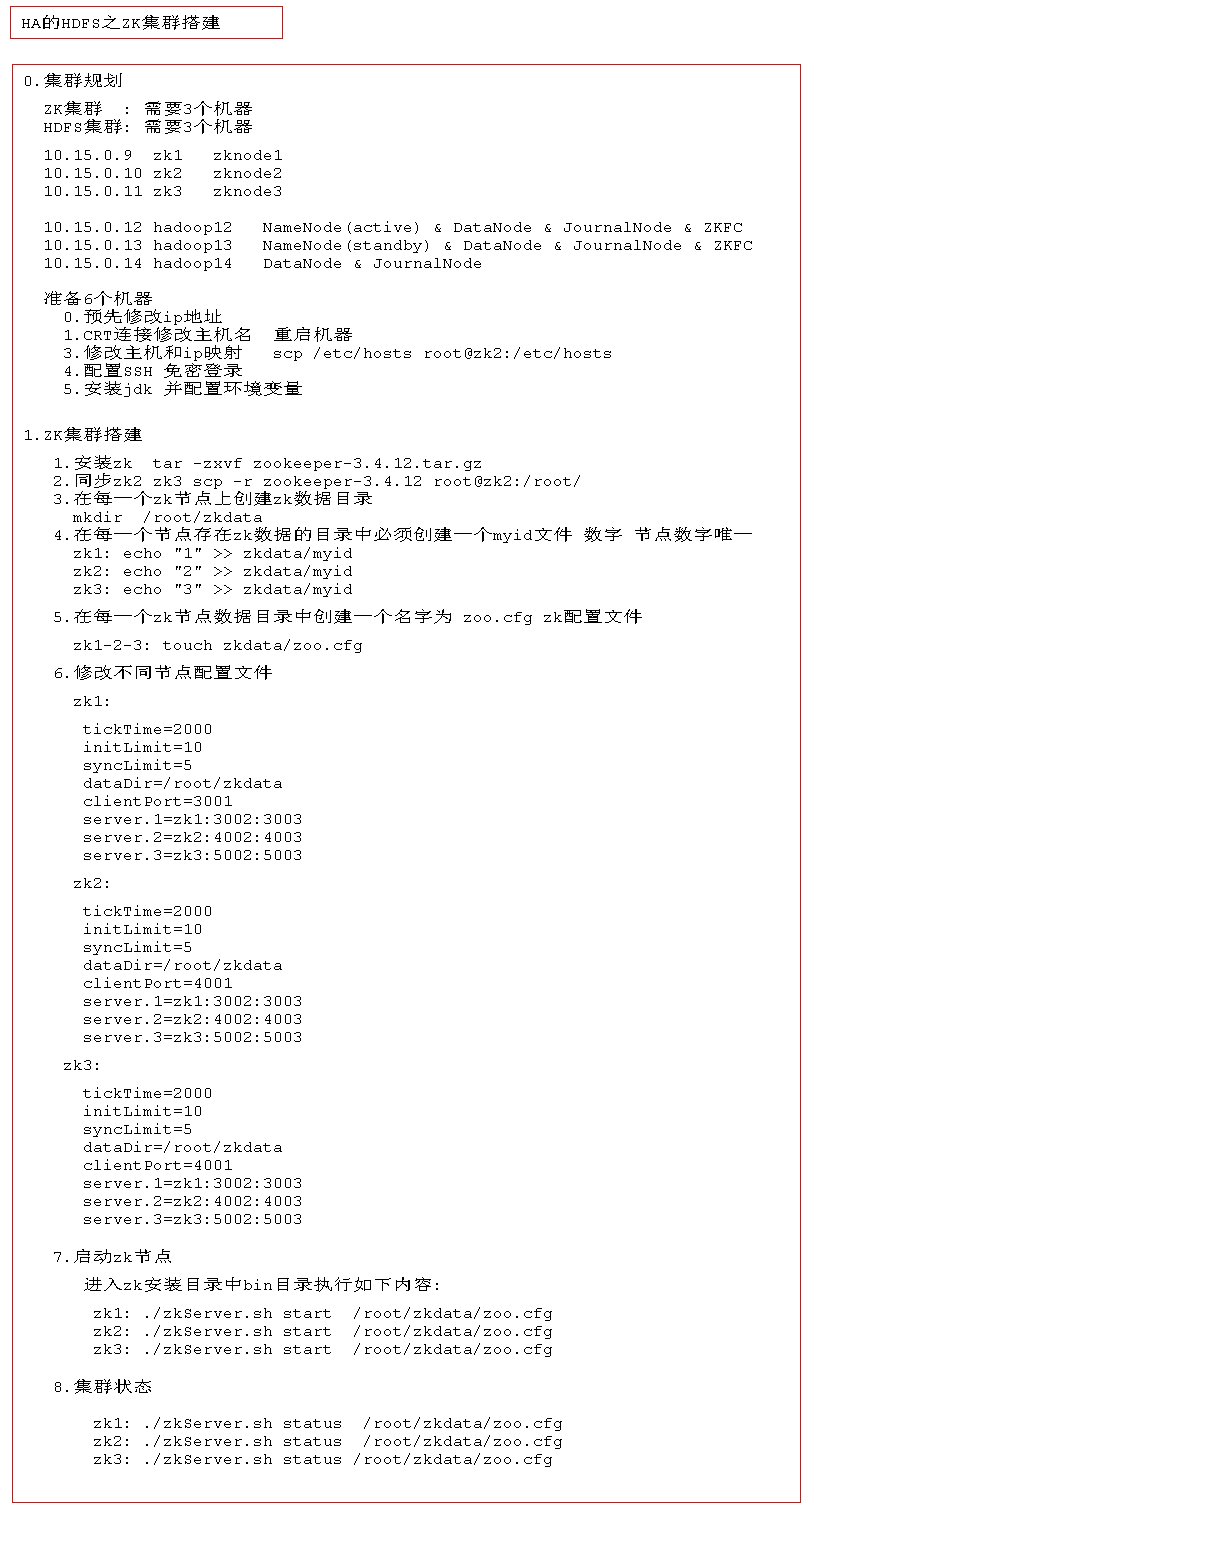 HA的HDFS之ZK集群搭建
0.集群规划
ZK集群  : 需要3个机器
HDFS集群: 需要3个机器
10.15.0.9  zk1   zknode1
10.15.0.10 zk2   zknode2
10.15.0.11 zk3   zknode3
10.15.0.12 hadoop12   NameNode(active) & DataNode & JournalNode & ZKFC
10.15.0.13 hadoop13   NameNode(standby) & DataNode & JournalNode & ZKFC
10.15.0.14 hadoop14   DataNode & JournalNode
准备6个机器
0.预先修改ip地址
1.CRT连接修改主机名  重启机器
3.修改主机和ip映射   scp /etc/hosts root@zk2:/etc/hosts
4.配置SSH 免密登录
5.安装jdk 并配置环境变量
1.ZK集群搭建
1.安装zk  tar -zxvf zookeeper-3.4.12.tar.gz
2.同步zk2 zk3 scp -r zookeeper-3.4.12 root@zk2:/root/
3.在每一个zk节点上创建zk数据目录
mkdir  /root/zkdata
4.在每一个节点存在zk数据的目录中必须创建一个myid文件 数字 节点数字唯一
zk1: echo "1" >> zkdata/myid
zk2: echo "2" >> zkdata/myid
zk3: echo "3" >> zkdata/myid
5.在每一个zk节点数据目录中创建一个名字为 zoo.cfg zk配置文件
zk1-2-3: touch zkdata/zoo.cfg
6.修改不同节点配置文件
zk1:
tickTime=2000
initLimit=10
syncLimit=5
dataDir=/root/zkdata
clientPort=3001
server.1=zk1:3002:3003
server.2=zk2:4002:4003
server.3=zk3:5002:5003
zk2:
tickTime=2000
initLimit=10
syncLimit=5
dataDir=/root/zkdata
clientPort=4001
server.1=zk1:3002:3003
server.2=zk2:4002:4003
server.3=zk3:5002:5003
zk3:
tickTime=2000
initLimit=10
syncLimit=5
dataDir=/root/zkdata
clientPort=4001
server.1=zk1:3002:3003
server.2=zk2:4002:4003
server.3=zk3:5002:5003
7.启动zk节点
进入zk安装目录中bin目录执行如下内容:
zk1: ./zkServer.sh start  /root/zkdata/zoo.cfg
zk2: ./zkServer.sh start  /root/zkdata/zoo.cfg
zk3: ./zkServer.sh start  /root/zkdata/zoo.cfg
8.集群状态
zk1: ./zkServer.sh status  /root/zkdata/zoo.cfg
zk2: ./zkServer.sh status  /root/zkdata/zoo.cfg
zk3: ./zkServer.sh status /root/zkdata/zoo.cfg